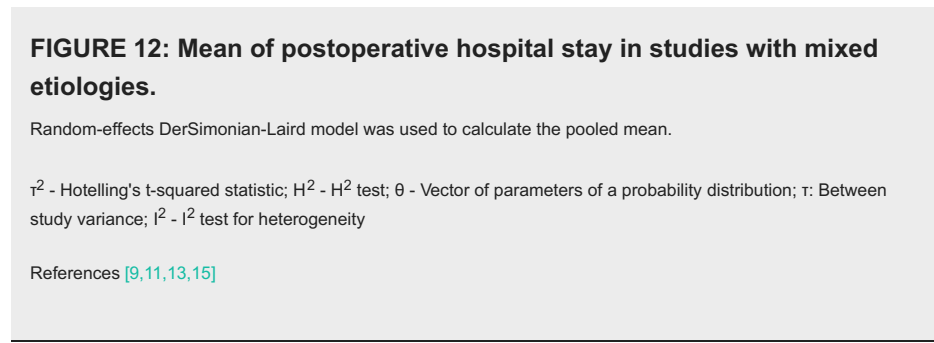 FIGURE 12: Mean of postoperative hospital stay in studies with mixed
etiologies.
Random-effects DerSimonian-Laird model was used to calculate the pooled mean.
τ² - Hotelling's t-squared statistic; H² - H² test; θ - Vector of parameters of a probability distribution; τ: Between
study variance; I² - I² test for heterogeneity
References [9,11,13,15]